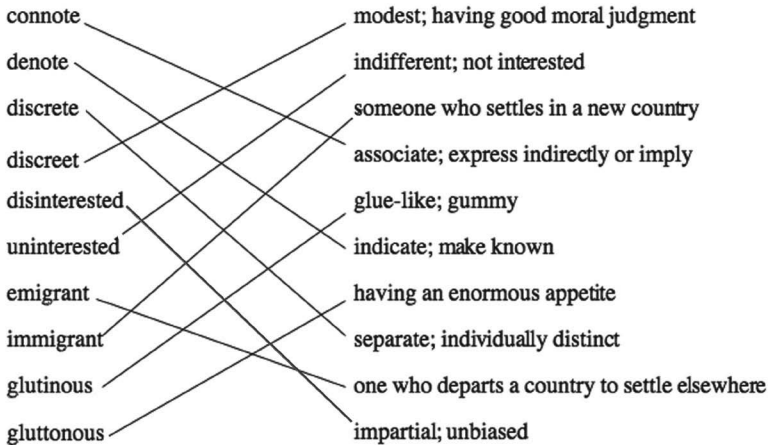 connote modest; having good moral judgment
denote indifferent; not interested
discrete someone who settles in a new country
discreet associate; express indirectly or imply
disinterested glue-like; gummy
uninterested indicate; make known
emigrant having an enormous appetite
immigrant separate; individually distinct
glutinous one who departs a country to settle elsewhere
gluttonous impartial; unbiased